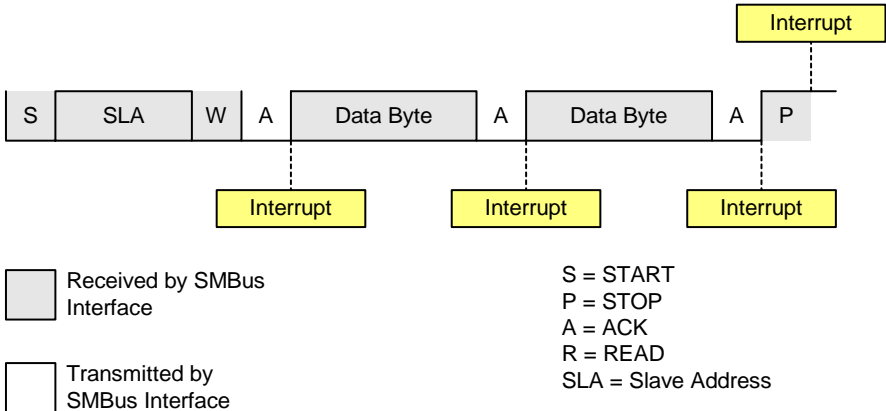 Interrupt
S SLA W A Data Byte A Data Byte A P
Interrupt Interrupt Interrupt
Received by SMBus
Interface
Transmitted by
SMBus Interface
S = START
P = STOP
A = ACK
R = READ
SLA = Slave Address